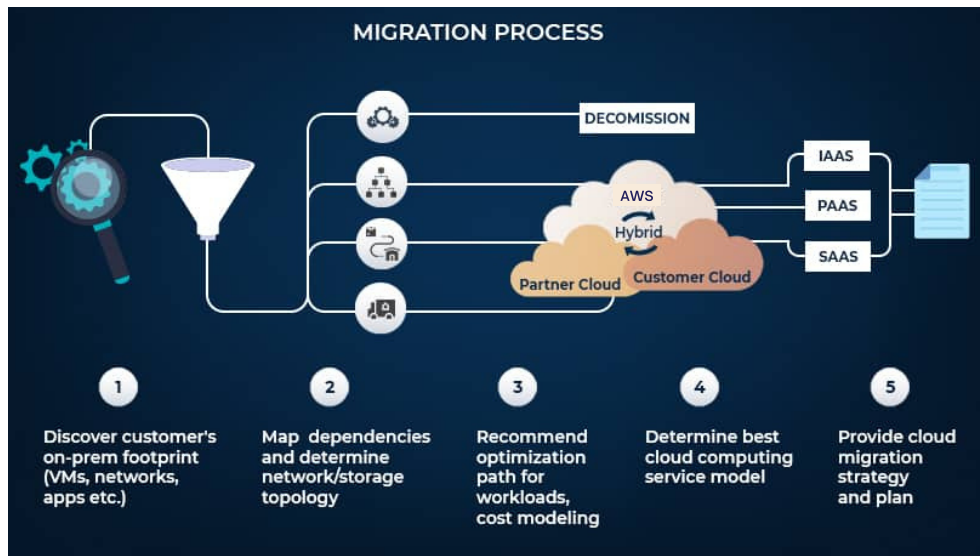 MIGRATION PROCESS
DECOMISSION
IAAS
AWS
PAAS
Hybrid
SAAS
Partner Cloud
Customer Cloud
1
Discover customer's
on-prem footprint
(VMs, networks,
apps etc.)
2
Map dependencies
and determine
network/storage
topology
3
Recommend
optimization
path for
workloads,
cost modeling
4
Determine best
cloud computing
service model
5
Provide cloud
migration
strategy
and plan